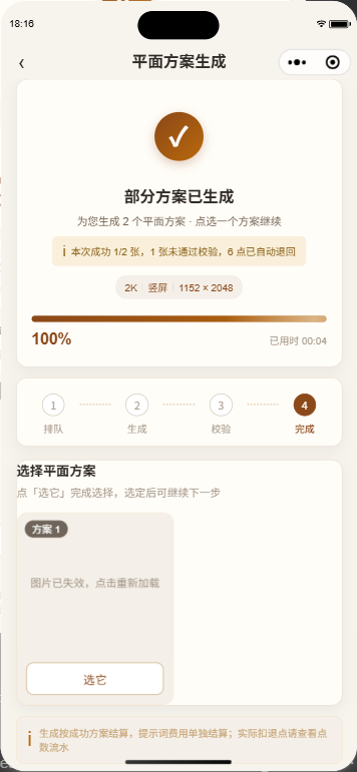 18:16
平面方案生成
部分方案已生成
为您生成 2 个平面方案 · 点选一个方案继续
i 本次成功 1/2 张，1 张未通过校验，6 点已自动退回
2K 竖屏 1152 × 2048
100% 已用时 00:04
1 2 3 4
排队 生成 校验 完成
选择平面方案
点「选它」完成选择，选定后可继续下一步
方案 1
图片已失效，点击重新加载
选它
i 生成按成功方案结算，提示词费用单独结算；实际扣退点请查看点
数流水